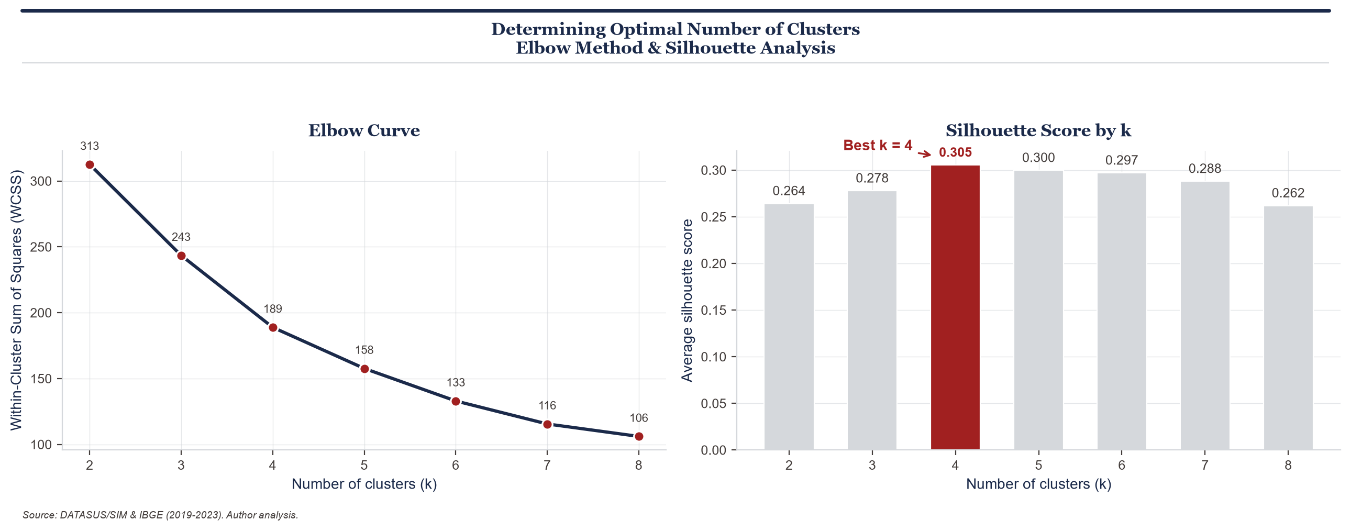 Determining Optimal Number of Clusters
Elbow Method & Silhouette Analysis
Elbow Curve
Within-Cluster Sum of Squares (WCSS)
300
250
200
150
100
313
243
189
158
133
116
106
2 3 4 5 6 7 8
Number of clusters (k)
Silhouette Score by k
Best k = 4
Average silhouette score
0.30
0.25
0.20
0.15
0.10
0.05
0.00
0.264
0.278
0.305
0.300
0.297
0.288
0.262
2 3 4 5 6 7 8
Number of clusters (k)
Source: DATASUS/SIM & IBGE (2019-2023). Author analysis.